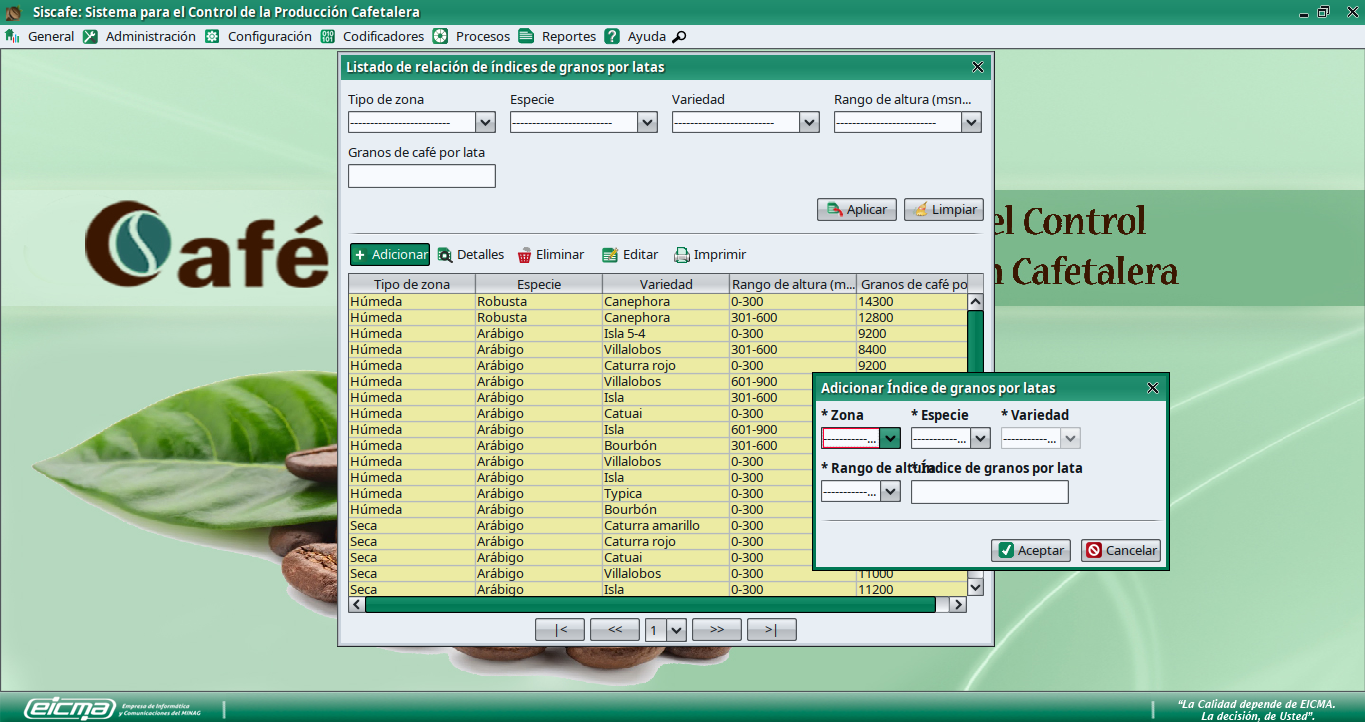 Siscafe: Sistema para el Control de la Producción Cafetalera
General Administración Configuración Codificadores Procesos Reportes Ayuda
Listado de relación de índices de granos por latas
Tipo de zona Especie Variedad Rango de altura (msn...
------------------------- ------------------------- ------------------------- -------------------------
Granos de café por lata
Aplicar Limpiar
Café
el Control
n Cafetalera
+ Adicionar Detalles Eliminar Editar Imprimir
Tipo de zona Especie Variedad Rango de altura (m... Granos de café po
Húmeda Robusta Canephora 0-300 14300
Húmeda Robusta Canephora 301-600 12800
Húmeda Arábigo Isla 5-4 0-300 9200
Húmeda Arábigo Villalobos 301-600 8400
Húmeda Arábigo Caturra rojo 0-300 9200
Húmeda Arábigo Villalobos 601-900
Húmeda Arábigo Isla 301-600
Húmeda Arábigo Catuai 0-300
Húmeda Arábigo Isla 601-900
Húmeda Arábigo Bourbón 301-600
Húmeda Arábigo Villalobos 0-300
Húmeda Arábigo Isla 0-300
Húmeda Arábigo Typica 0-300
Húmeda Arábigo Bourbón 0-300
Seca Arábigo Caturra amarillo 0-300
Seca Arábigo Caturra rojo 0-300
Seca Arábigo Catuai 0-300
Seca Arábigo Villalobos 0-300 11000
Seca Arábigo Isla 0-300 11200
|< << 1 >> >|
Adicionar Índice de granos por latas
* Zona * Especie * Variedad
-----------... -----------... -----------...
* Rango de altura * Índice de granos por lata
-----------...
Aceptar Cancelar
eicma Empresa de Informática
y Comunicaciones del MINAG
"La Calidad depende de EICMA.
La decisión, de Usted".